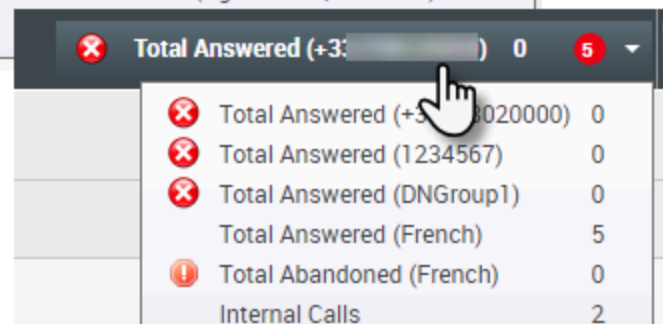 Total Answered (+33 ) 0 5
Total Answered (+3 3020000) 0
Total Answered (1234567) 0
Total Answered (DNGroup1) 0
Total Answered (French) 5
Total Abandoned (French) 0
Internal Calls 2